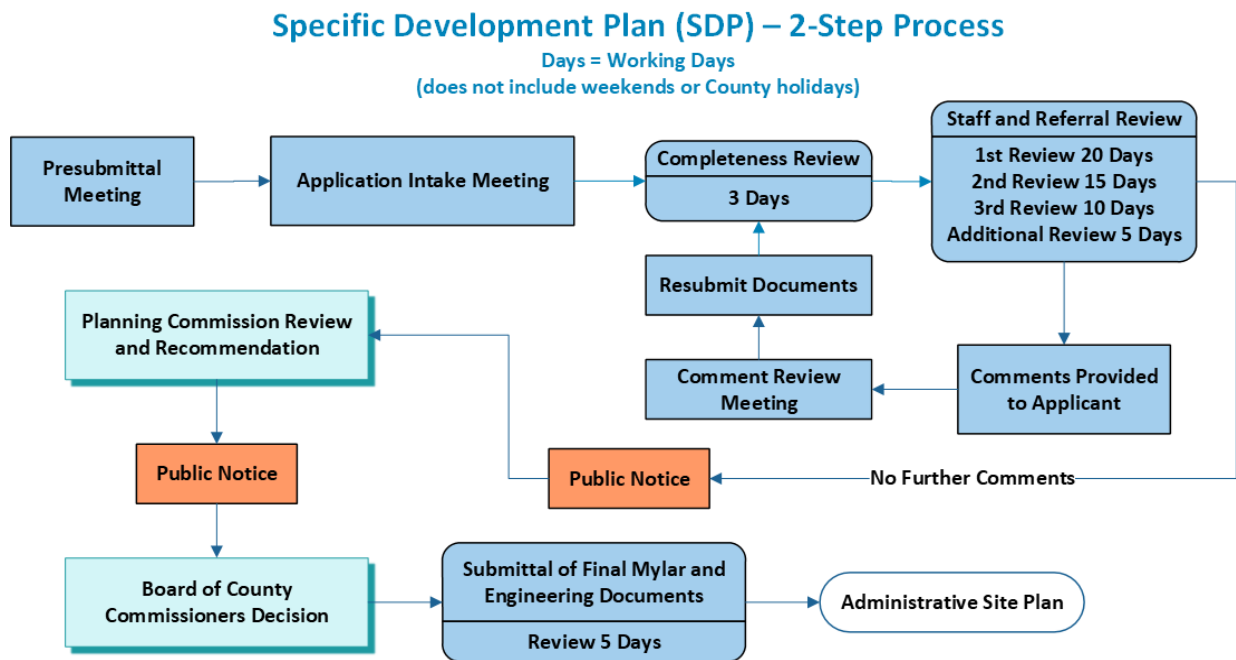 Specific Development Plan (SDP) – 2-Step Process
Days = Working Days
(does not include weekends or County holidays)
Presubmittal
Meeting
Application Intake Meeting
Completeness Review
3 Days
Staff and Referral Review
1st Review 20 Days
2nd Review 15 Days
3rd Review 10 Days
Additional Review 5 Days
Resubmit Documents
Comment Review
Meeting
Comments Provided
to Applicant
Planning Commission Review
and Recommendation
Public Notice
Public Notice
No Further Comments
Board of County
Commissioners Decision
Submittal of Final Mylar and
Engineering Documents
Review 5 Days
Administrative Site Plan